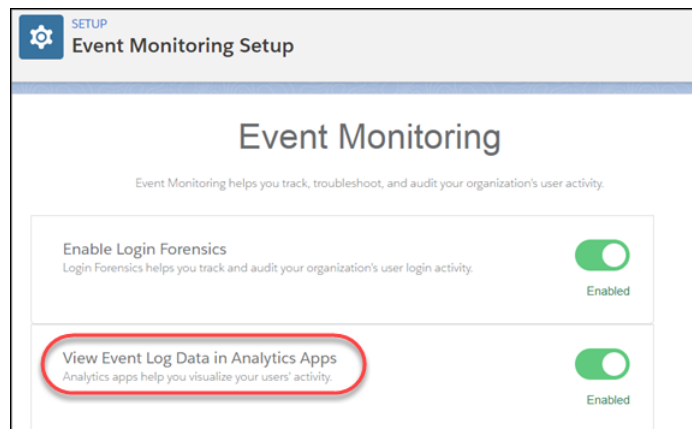 SETUP
Event Monitoring Setup
Event Monitoring
Event Monitoring helps you track, troubleshoot, and audit your organization's user activity.
Enable Login Forensics
Login Forensics helps you track and audit your organization's user login activity.
Enabled
View Event Log Data in Analytics Apps
Analytics apps help you visualize your users' activity.
Enabled